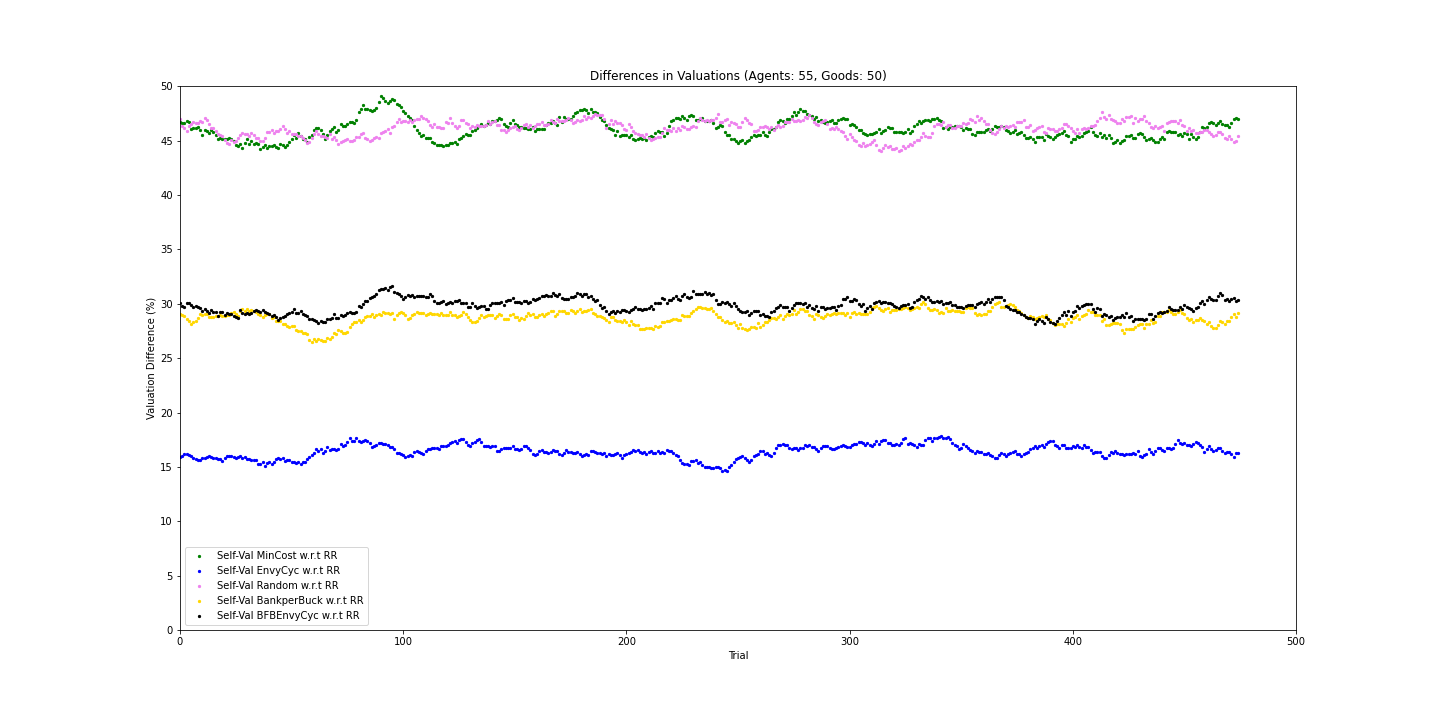 Differences in Valuations (Agents: 55, Goods: 50)
50
45
40
35
30
25
20
15
10
5
0
Valuation Difference (%)
Self-Val MinCost w.r.t RR
Self-Val EnvyCyc w.r.t RR
Self-Val Random w.r.t RR
Self-Val BankperBuck w.r.t RR
Self-Val BFBEnvyCyc w.r.t RR
0 100 200 300 400 500
Trial